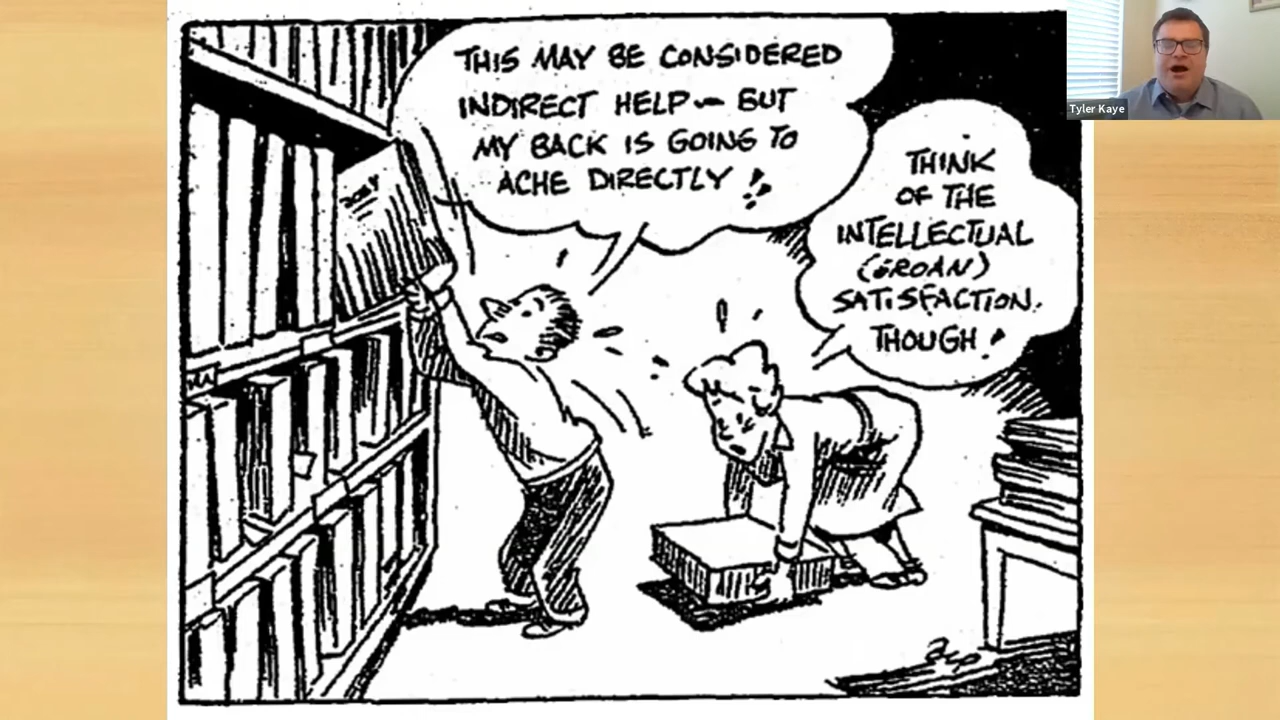 THIS MAY BE CONSIDERED
INDIRECT HELP — BUT
MY BACK IS GOING TO
ACHE DIRECTLY !
THINK
OF THE
INTELLECTUAL
(GROAN)
SATISFACTION.
THOUGH!
Tyler Kaye